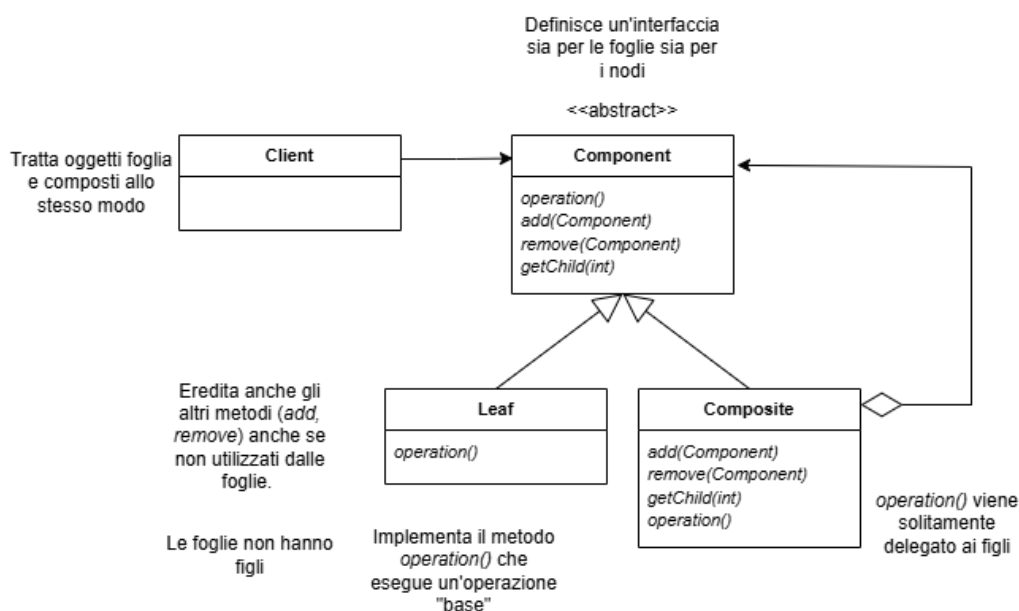 Definisce un'interfaccia
sia per le foglie sia per
i nodi
<<abstract>>
Tratta oggetti foglia
e composti allo
stesso modo
Client
Component
operation()
add(Component)
remove(Component)
getChild(int)
Eredita anche gli
altri metodi (add,
remove) anche se
non utilizzati dalle
foglie.
Le foglie non hanno
figli
Leaf
operation()
Implementa il metodo
operation() che
esegue un'operazione
"base"
Composite
add(Component)
remove(Component)
getChild(int)
operation()
operation() viene
solitamente
delegato ai figli